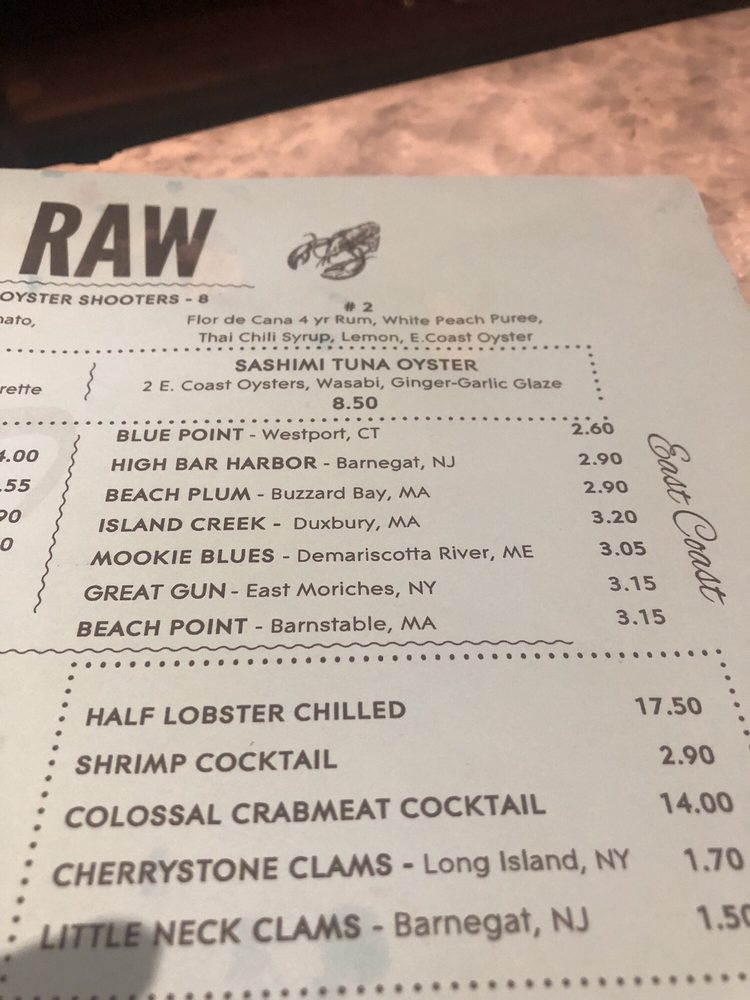 RAW
OYSTER SHOOTERS - 8
# 2
Flor de Cana 4 yr Rum, White Peach Puree,
Thai Chili Syrup, Lemon, E.Coast Oyster
SASHIMI TUNA OYSTER
2 E. Coast Oysters, Wasabi, Ginger-Garlic Glaze
8.50
BLUE POINT - Westport, CT 2.60
HIGH BAR HARBOR - Barnegat, NJ 2.90
BEACH PLUM - Buzzard Bay, MA 2.90
ISLAND CREEK - Duxbury, MA 3.20
MOOKIE BLUES - Demariscotta River, ME 3.05
GREAT GUN - East Moriches, NY 3.15
BEACH POINT - Barnstable, MA 3.15
East Coast
HALF LOBSTER CHILLED 17.50
SHRIMP COCKTAIL 2.90
COLOSSAL CRABMEAT COCKTAIL 14.00
CHERRYSTONE CLAMS - Long Island, NY 1.70
LITTLE NECK CLAMS - Barnegat, NJ 1.50